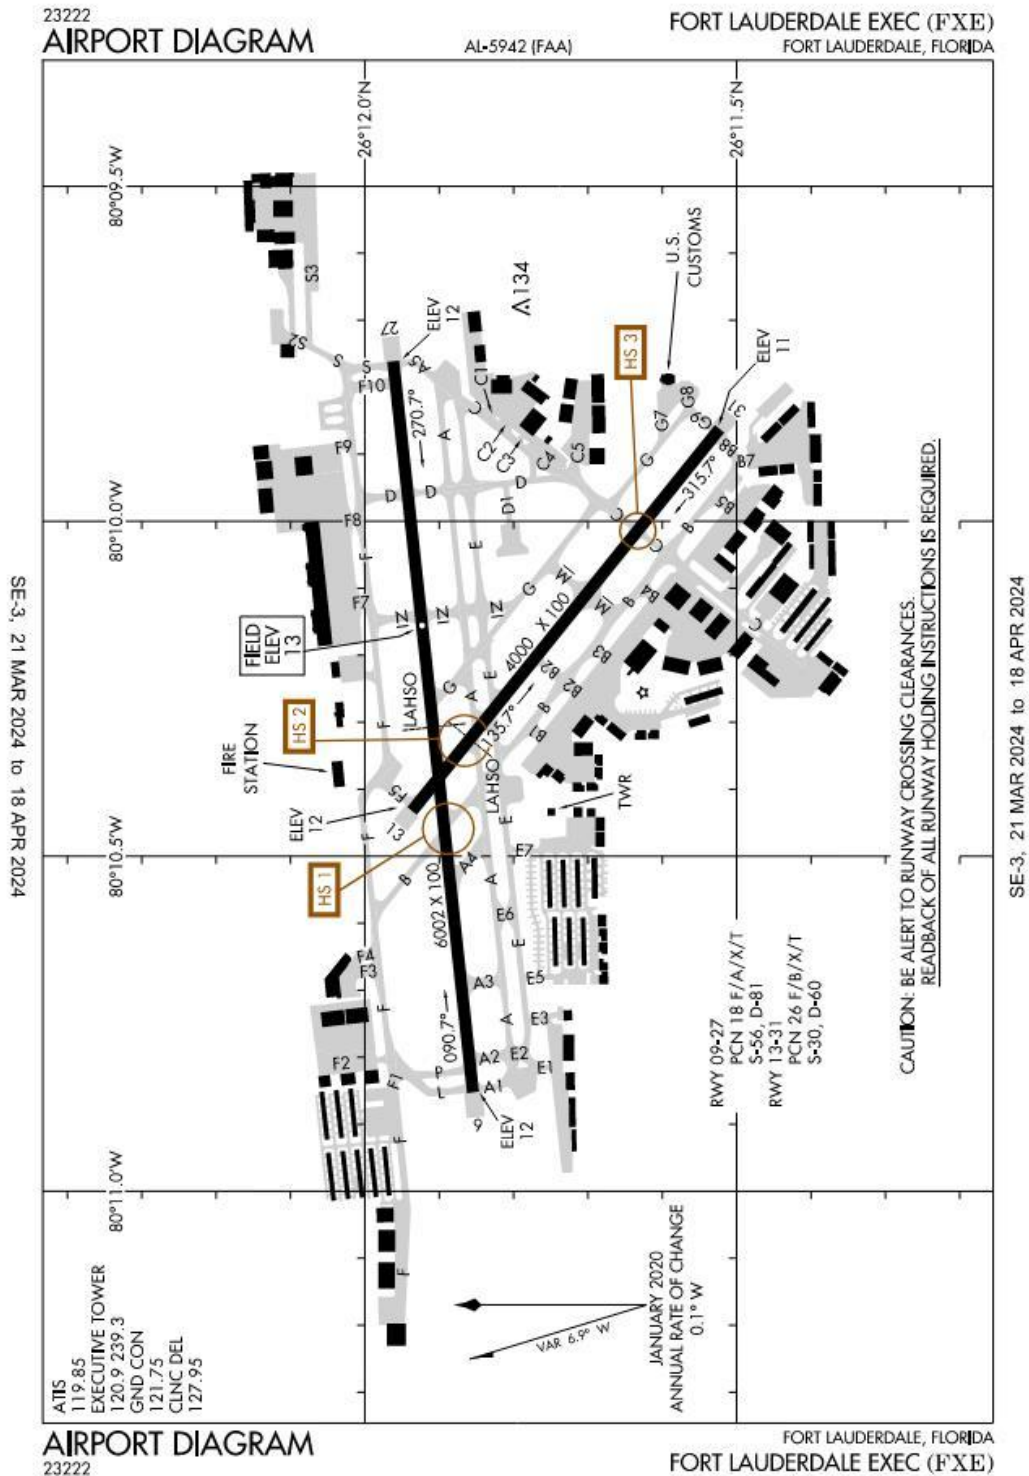 23222
AIRPORT DIAGRAM
AL-5942 (FAA)
FORT LAUDERDALE EXEC (FXE)
FORT LAUDERDALE, FLORIDA
26°12.0'N
26°11.5'N
80°09.5'W
80°10.0'W
80°10.5'W
80°11.0'W
S3
S2
S
S
U.S.
CUSTOMS
134
27
ELEV
12
A5
F10
270.7°
C1
C
C2
C3
C4
C5
HS 3
ELEV
11
G8
G7
G9
31
B8
B7
F9
A
G
D
D
D
D1
315.7°
B5
F8
C
B
C
F
E
F7
Z
Z
Z
G
M
M
B
B4
C
FIELD
ELEV
13
4000 X 100
G
A
E
B2
B2
B3
B
B1
LAHSO
135.7°
HS 2
F
FIRE
STATION
LAHSO
TWR
ELEV
12
F5
13
F
E
HS 1
B
A4
E7
A
6002 X 100
E6
E
F4
F3
A3
E5
F
A
E3
090.7°
F2
A2
E2
E1
F1
P
L
A1
9
ELEV
12
F
F
RWY 09-27
PCN 18 F/A/X/T
S-56, D-81
RWY 13-31
PCN 26 F/B/X/T
S-30, D-60
CAUTION: BE ALERT TO RUNWAY CROSSING CLEARANCES.
READBACK OF ALL RUNWAY HOLDING INSTRUCTIONS IS REQUIRED.
JANUARY 2020
ANNUAL RATE OF CHANGE
0.1° W
VAR 6.9° W
ATIS
119.85
EXECUTIVE TOWER
120.9 239.3
GND CON
121.75
CLNC DEL
127.95
SE-3, 21 MAR 2024 to 18 APR 2024
SE-3, 21 MAR 2024 to 18 APR 2024
AIRPORT DIAGRAM
23222
FORT LAUDERDALE, FLORIDA
FORT LAUDERDALE EXEC (FXE)